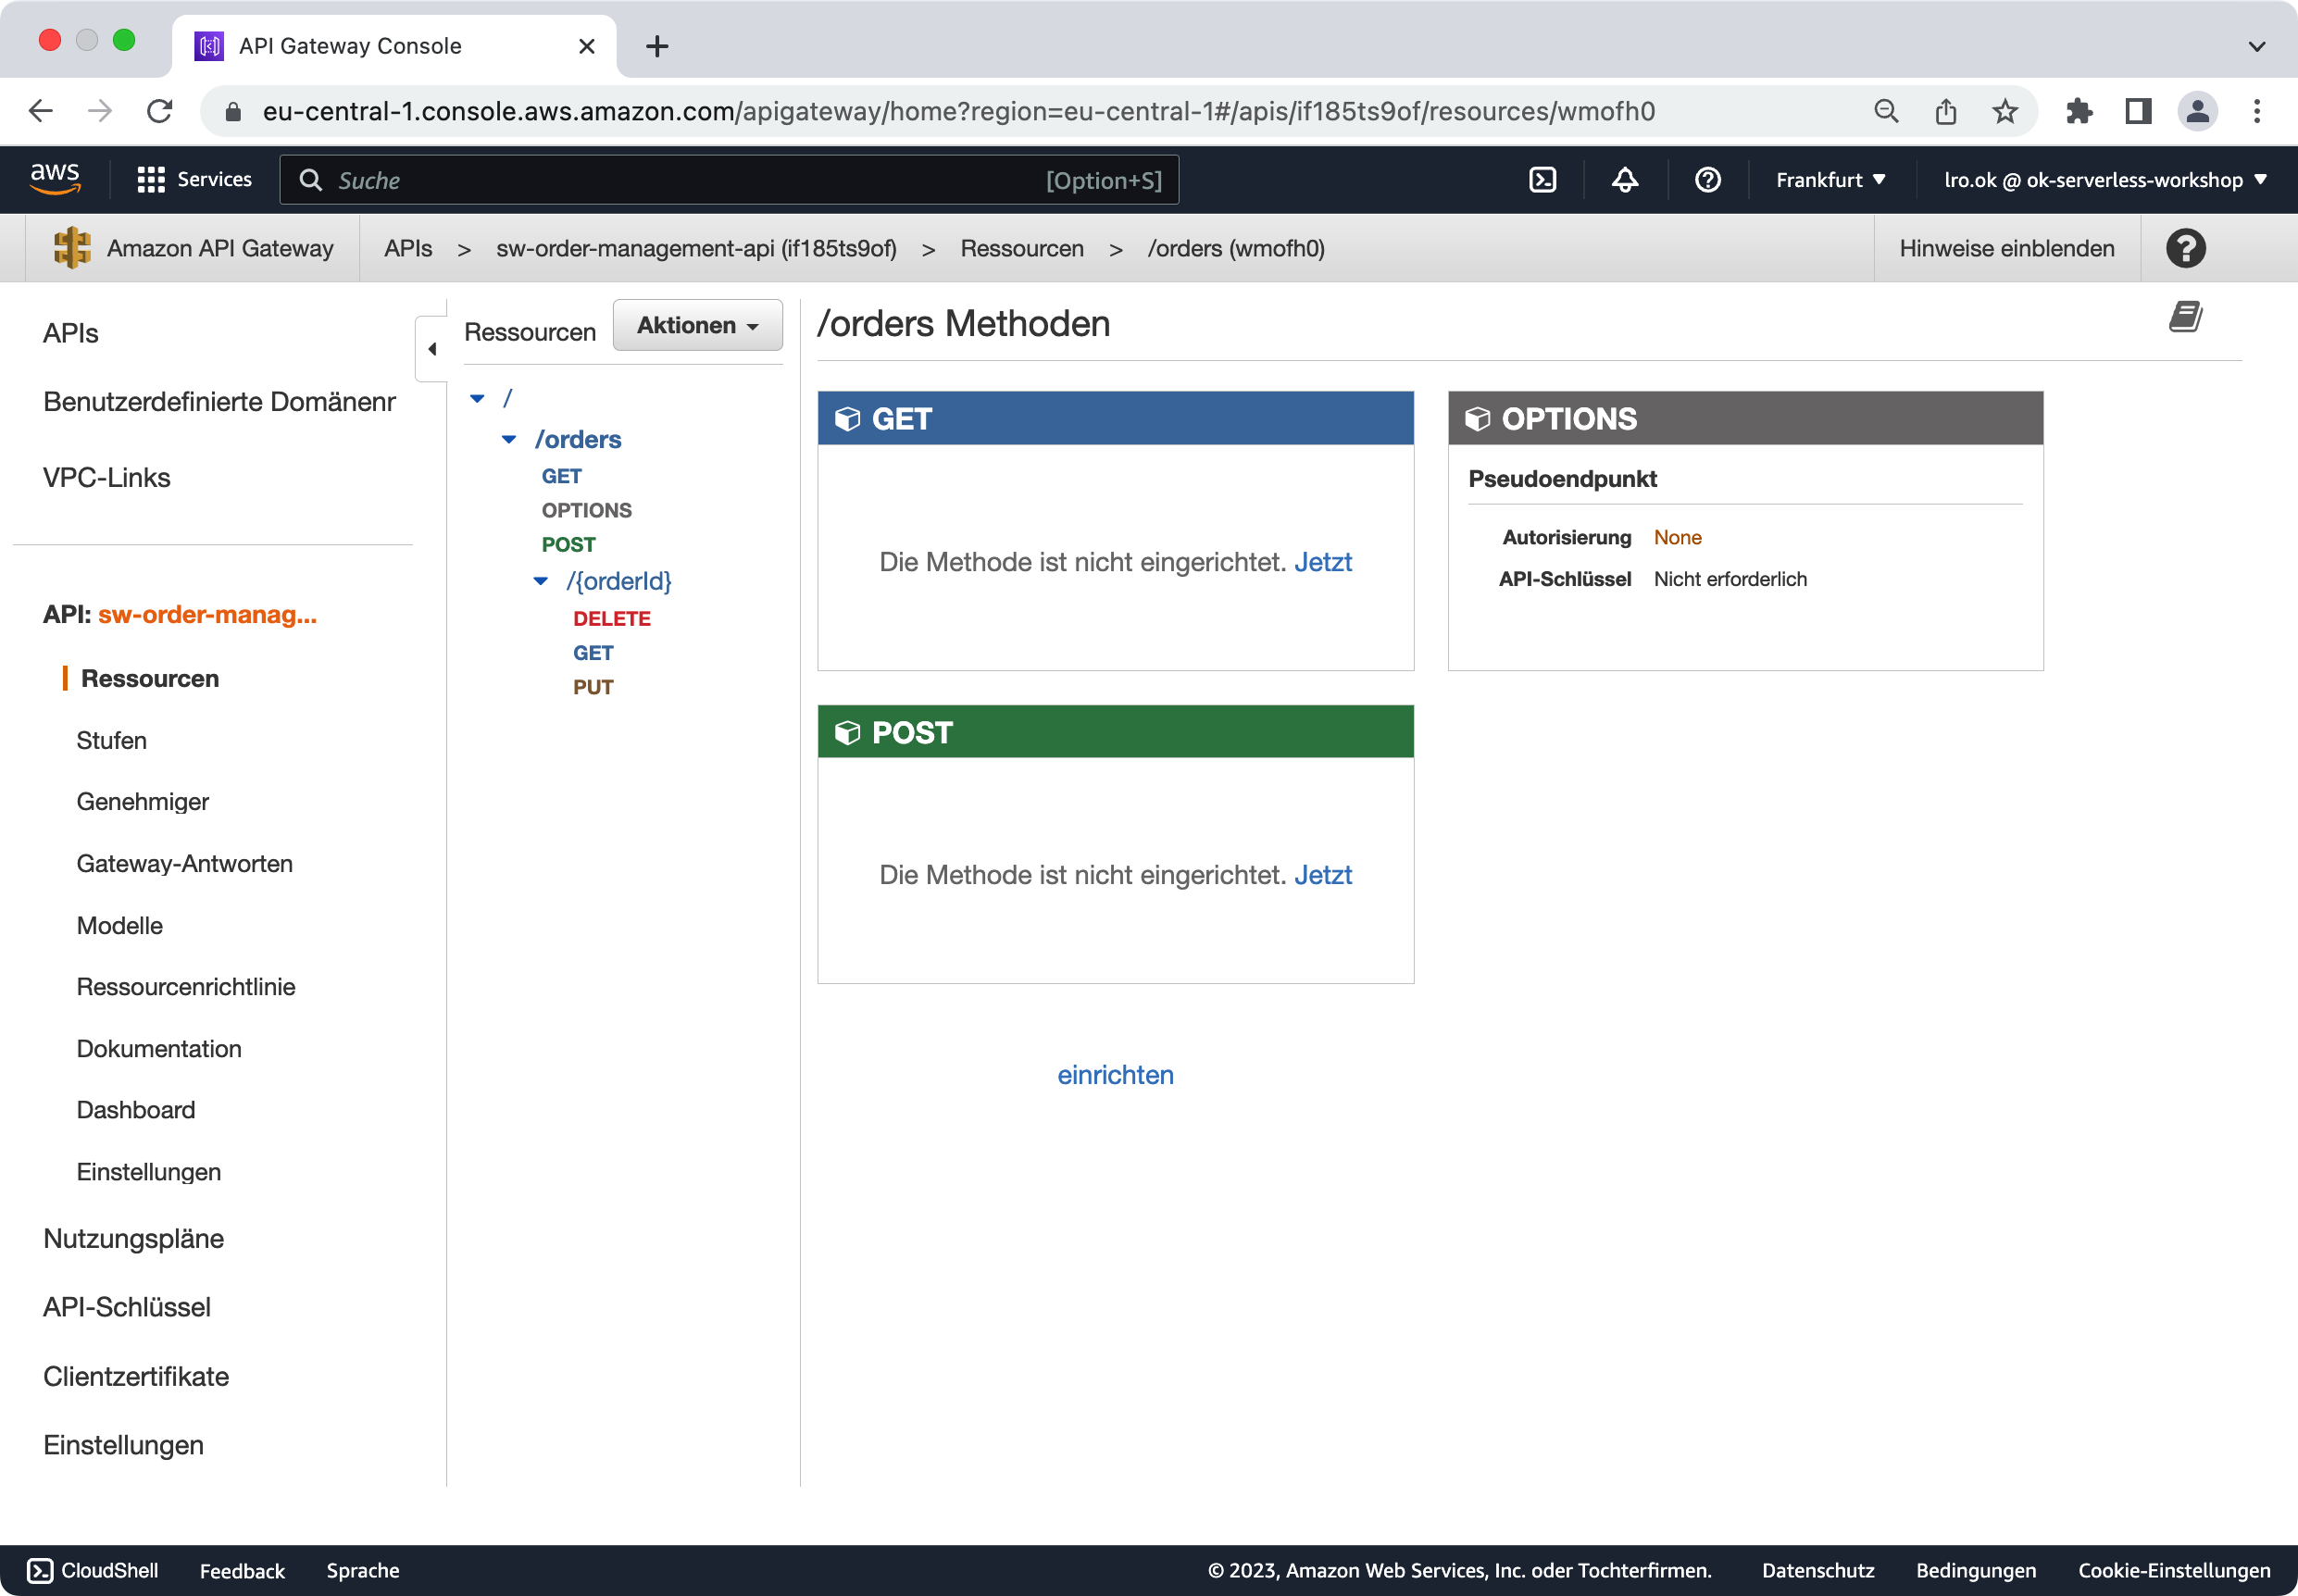 API Gateway Console
eu-central-1.console.aws.amazon.com/apigateway/home?region=eu-central-1#/apis/if185ts9of/resources/wmofh0
aws
Services
Suche
[Option+S]
Frankfurt
lro.ok @ ok-serverless-workshop
Amazon API Gateway
APIs > sw-order-management-api (if185ts9of) > Ressourcen > /orders (wmofh0)
Hinweise einblenden
APIs
Benutzerdefinierte Domänenr
VPC-Links
API: sw-order-manag...
Ressourcen
Stufen
Genehmiger
Gateway-Antworten
Modelle
Ressourcenrichtlinie
Dokumentation
Dashboard
Einstellungen
Nutzungspläne
API-Schlüssel
Clientzertifikate
Einstellungen
Ressourcen
Aktionen
/
/orders
GET
OPTIONS
POST
/{orderId}
DELETE
GET
PUT
/orders Methoden
GET
Die Methode ist nicht eingerichtet. Jetzt
OPTIONS
Pseudoendpunkt
Autorisierung None
API-Schlüssel Nicht erforderlich
POST
Die Methode ist nicht eingerichtet. Jetzt
einrichten
CloudShell
Feedback
Sprache
© 2023, Amazon Web Services, Inc. oder Tochterfirmen.
Datenschutz
Bedingungen
Cookie-Einstellungen